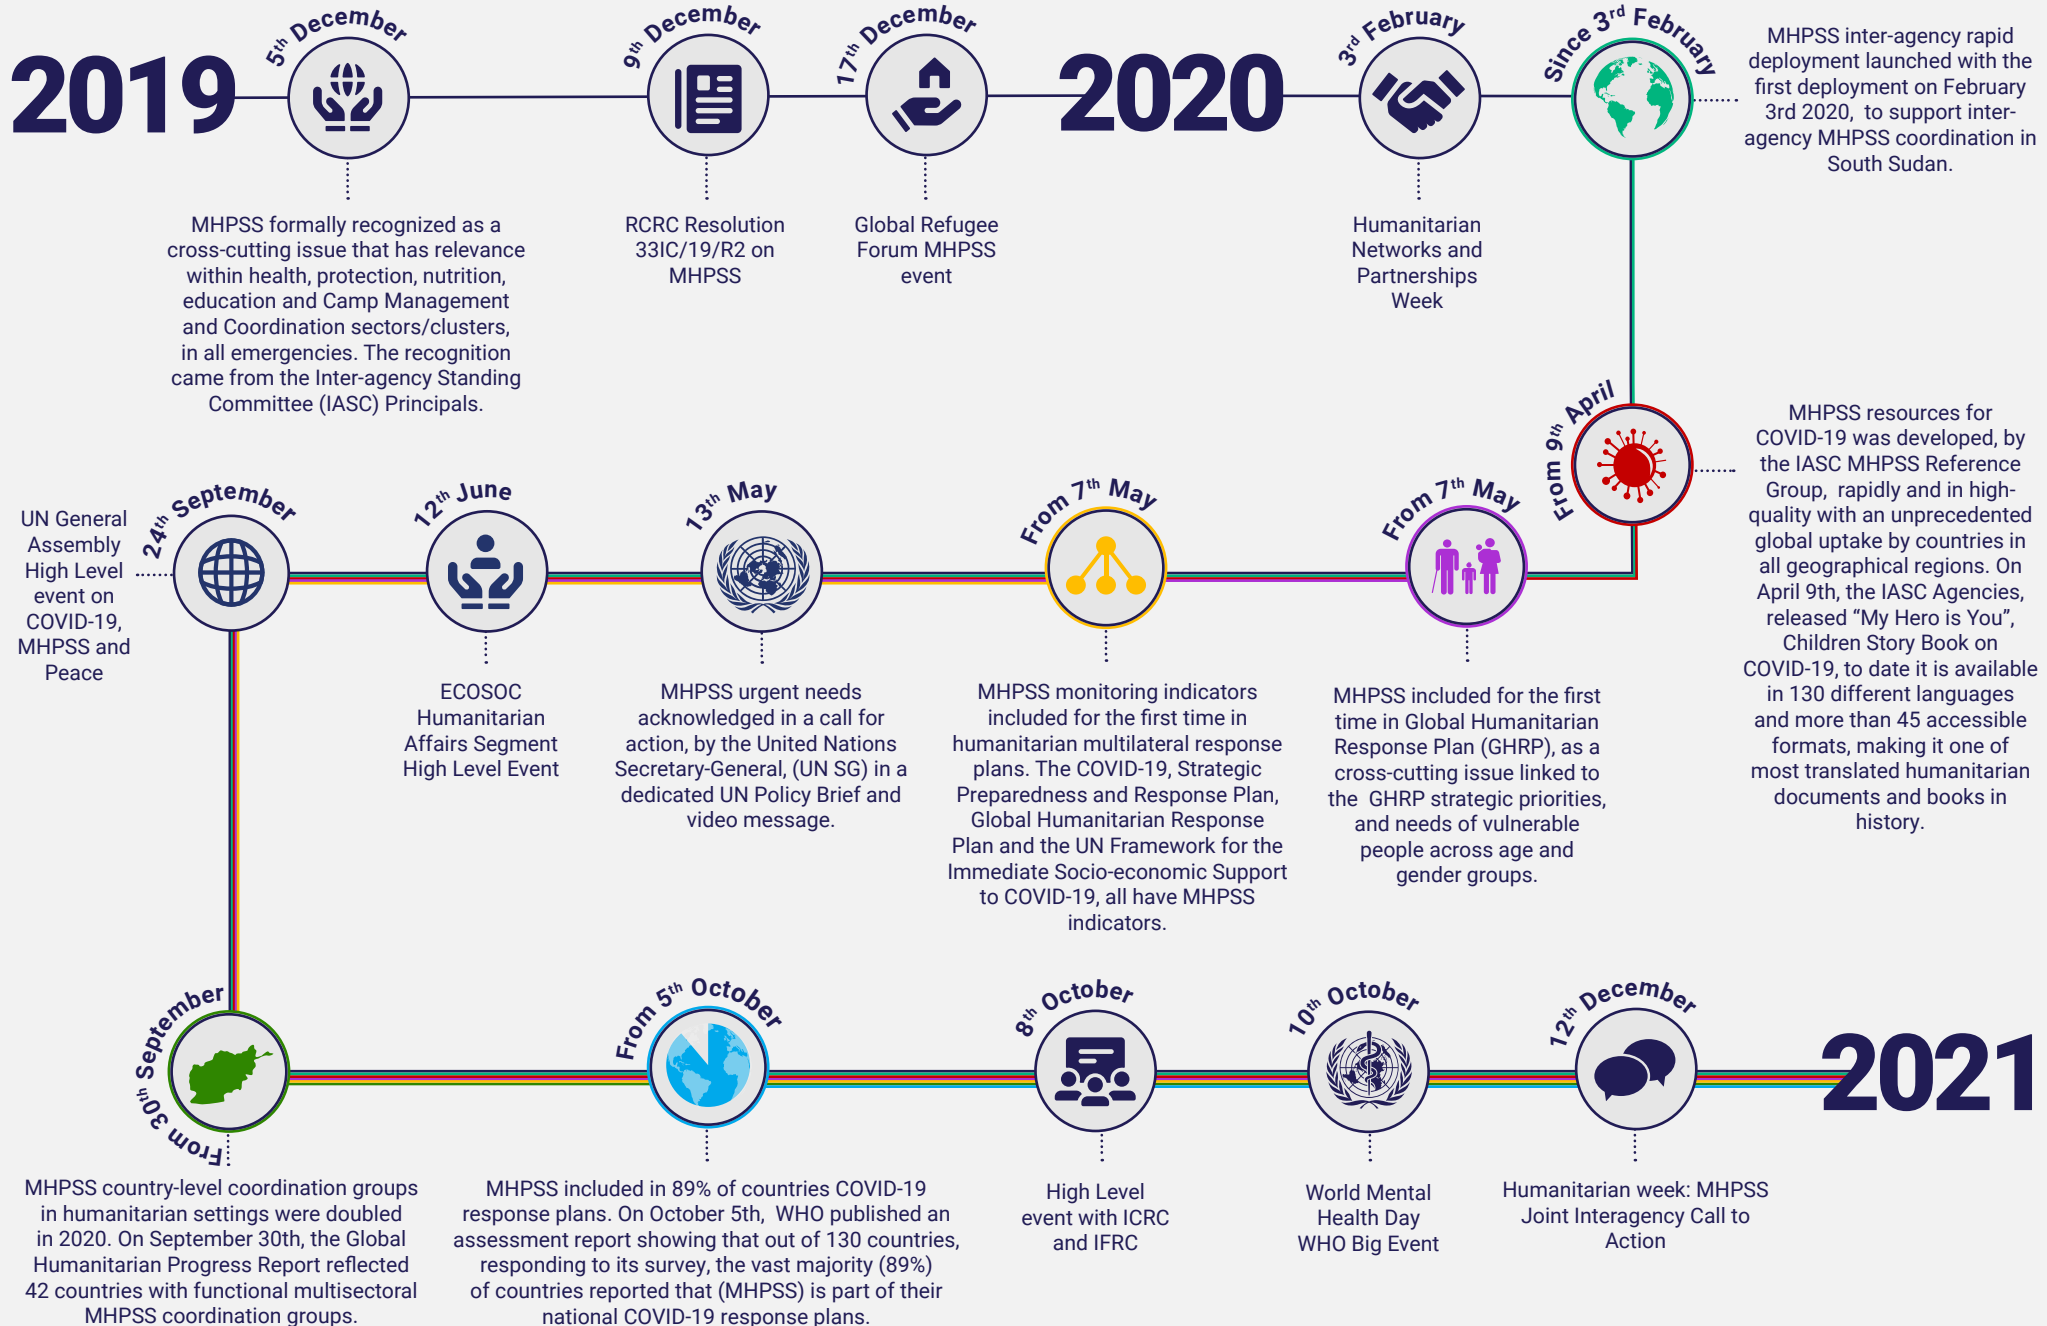 2019
5th December
MHPSS formally recognized as a
cross-cutting issue that has relevance
within health, protection, nutrition,
education and Camp Management
and Coordination sectors/clusters,
in all emergencies. The recognition
came from the Inter-agency Standing
Committee (IASC) Principals.
9th December
RCRC Resolution
33IC/19/R2 on
MHPSS
17th December
Global Refugee
Forum MHPSS
event
2020
3rd February
Humanitarian
Networks and
Partnerships
Week
Since 3rd February
MHPSS inter-agency rapid
deployment launched with the
first deployment on February
3rd 2020, to support inter-
agency MHPSS coordination in
South Sudan.
From 9th April
MHPSS resources for
COVID-19 was developed, by
the IASC MHPSS Reference
Group, rapidly and in high-
quality with an unprecedented
global uptake by countries in
all geographical regions. On
April 9th, the IASC Agencies,
released “My Hero is You”,
Children Story Book on
COVID-19, to date it is available
in 130 different languages
and more than 45 accessible
formats, making it one of
most translated humanitarian
documents and books in
history.
From 7th May
MHPSS included for the first
time in Global Humanitarian
Response Plan (GHRP), as a
cross-cutting issue linked to
the GHRP strategic priorities,
and needs of vulnerable
people across age and
gender groups.
From 7th May
MHPSS monitoring indicators
included for the first time in
humanitarian multilateral response
plans. The COVID-19, Strategic
Preparedness and Response Plan,
Global Humanitarian Response
Plan and the UN Framework for the
Immediate Socio-economic Support
to COVID-19, all have MHPSS
indicators.
13th May
MHPSS urgent needs
acknowledged in a call for
action, by the United Nations
Secretary-General, (UN SG) in a
dedicated UN Policy Brief and
video message.
12th June
ECOSOC
Humanitarian
Affairs Segment
High Level Event
24th September
UN General
Assembly
High Level
event on
COVID-19,
MHPSS and
Peace
From 30th September
MHPSS country-level coordination groups
in humanitarian settings were doubled
in 2020. On September 30th, the Global
Humanitarian Progress Report reflected
42 countries with functional multisectoral
MHPSS coordination groups.
From 5th October
MHPSS included in 89% of countries COVID-19
response plans. On October 5th, WHO published an
assessment report showing that out of 130 countries,
responding to its survey, the vast majority (89%)
of countries reported that (MHPSS) is part of their
national COVID-19 response plans.
8th October
High Level
event with ICRC
and IFRC
10th October
World Mental
Health Day
WHO Big Event
12th December
Humanitarian week: MHPSS
Joint Interagency Call to
Action
2021